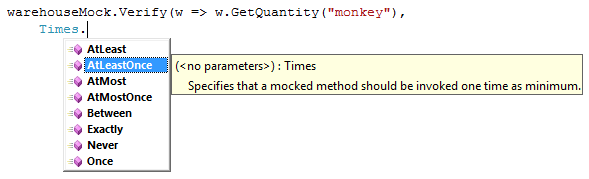 warehouseMock.Verify(w => w.GetQuantity("monkey"),
Times.
AtLeast
AtLeastOnce
AtMost
AtMostOnce
Between
Exactly
Never
Once
(<no parameters>) : Times
Specifies that a mocked method should be invoked one time as minimum.